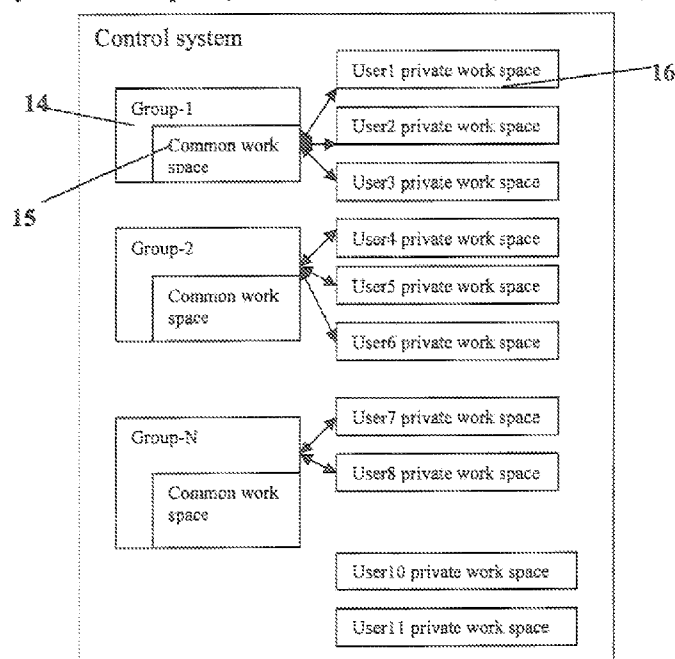 Control system
User1 private work space
16
14
Group-1
User2 private work space
Common work
space
User3 private work space
15
Group-2
User4 private work space
User5 private work space
Common work
space
User6 private work space
User7 private work space
Group-N
User8 private work space
Common work
space
User10 private work space
User11 private work space